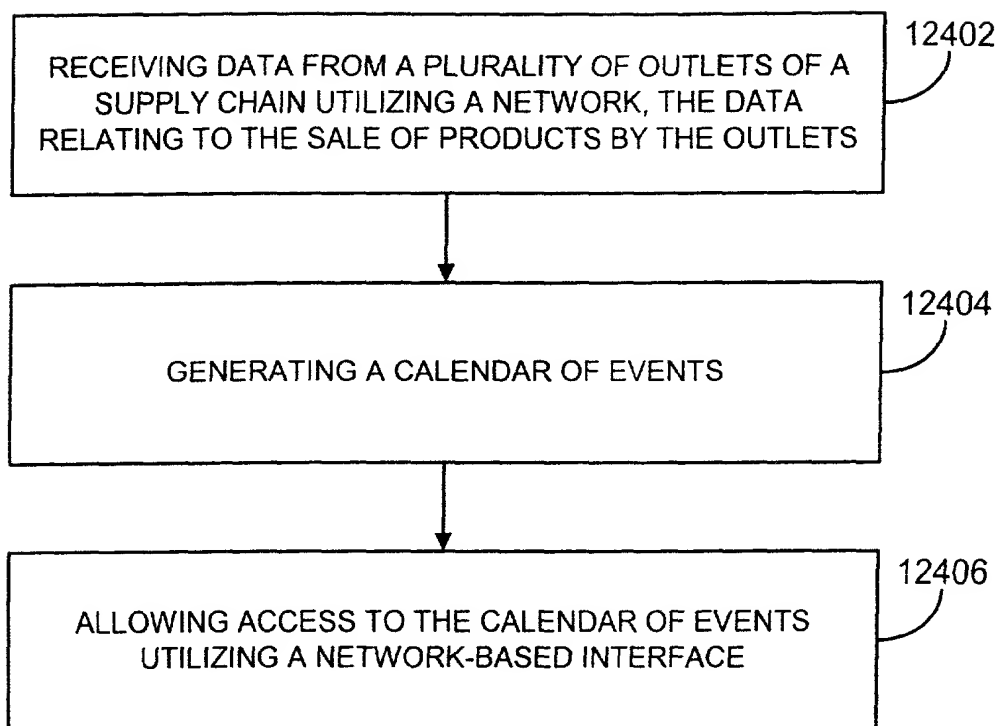 12402
RECEIVING DATA FROM A PLURALITY OF OUTLETS OF A
SUPPLY CHAIN UTILIZING A NETWORK, THE DATA
RELATING TO THE SALE OF PRODUCTS BY THE OUTLETS
12404
GENERATING A CALENDAR OF EVENTS
12406
ALLOWING ACCESS TO THE CALENDAR OF EVENTS
UTILIZING A NETWORK-BASED INTERFACE